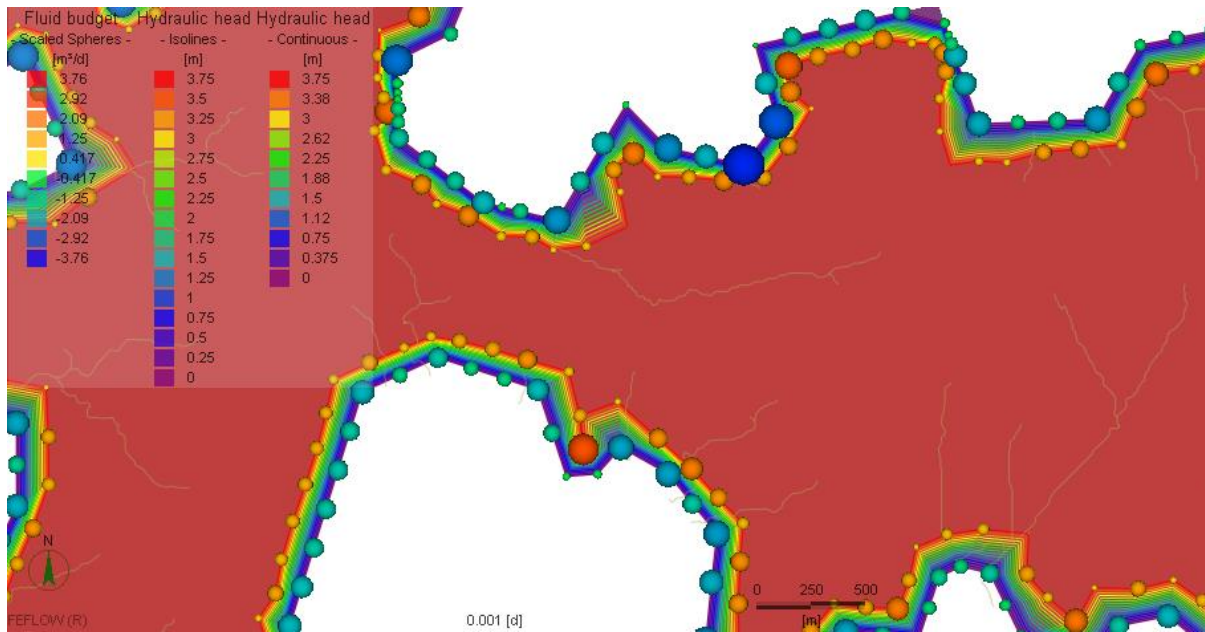 Fluid budget Hydraulic head Hydraulic head
- Scaled Spheres - - Isolines - - Continuous -
[m³/d] [m] [m]
3.76 3.75 3.75
2.92 3.5 3.38
2.09 3.25 3
1.25 3 2.62
0.417 2.75 2.25
-0.417 2.5 1.88
-1.25 2.25 1.5
-2.09 2 1.12
-2.92 1.75 0.75
-3.76 1.5 0.375
1.25 0
1
0.75
0.5
0.25
0
N
0 250 500
[m]
FEFLOW (R)
0.001 [d]